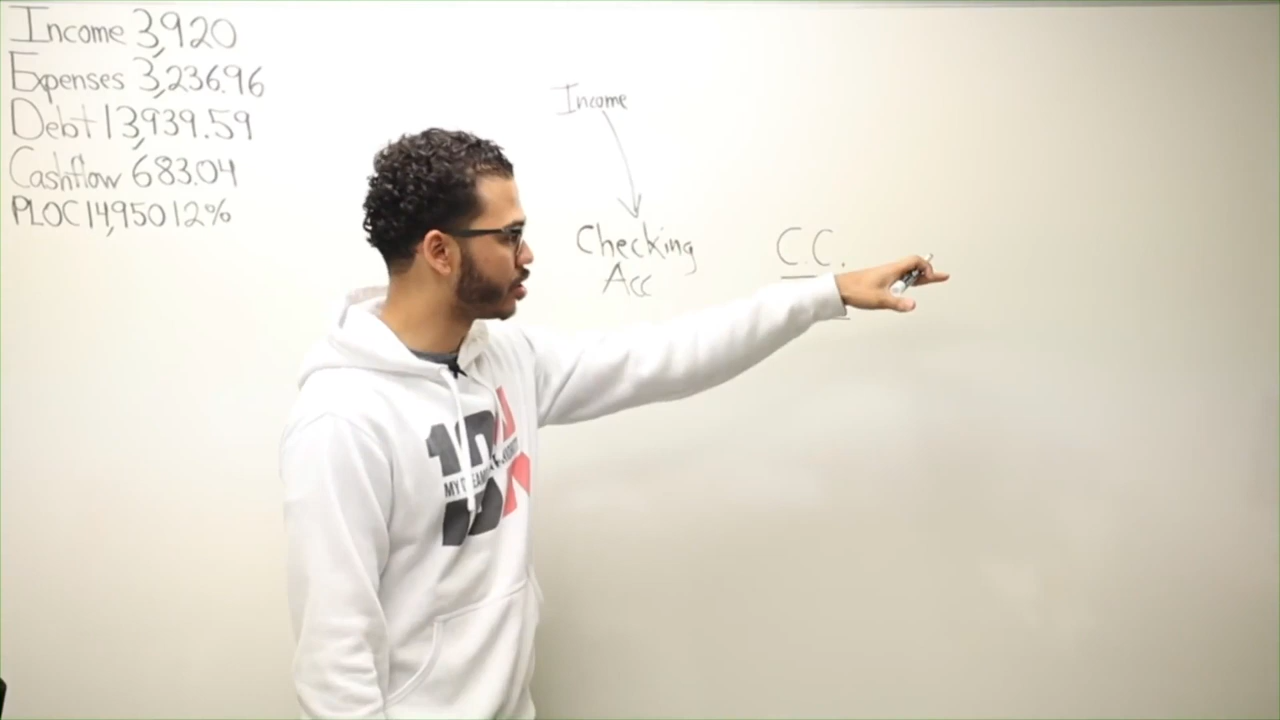 Income 3,920
Expenses 3,236.96
Debt 13,939.59
Cashflow 683.04
PLOC 14,950 12%
Income
Checking
Acc
C.C.
MY